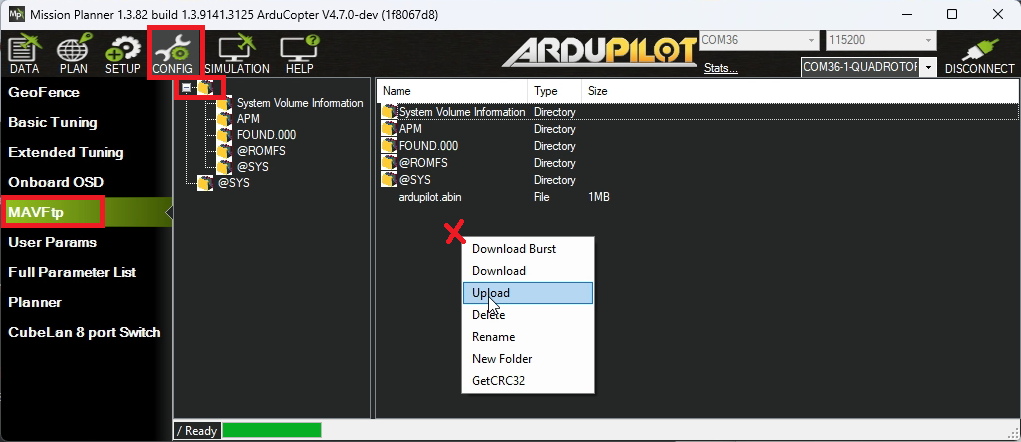 Mp Mission Planner 1.3.82 build 1.3.9141.3125 ArduCopter V4.7.0-dev (1f8067d8)
DATA PLAN SETUP CONFIG SIMULATION HELP
ARDUPILOT
COM36 115200
Stats... COM36-1-QUADROTOR DISCONNECT
GeoFence
Basic Tuning
Extended Tuning
Onboard OSD
MAVFtp
User Params
Full Parameter List
Planner
CubeLan 8 port Switch
System Volume Information
APM
FOUND.000
@ROMFS
@SYS
@SYS
Name Type Size
System Volume Information Directory
APM Directory
FOUND.000 Directory
@ROMFS Directory
@SYS Directory
ardupilot.abin File 1MB
Download Burst
Download
Upload
Delete
Rename
New Folder
GetCRC32
/ Ready